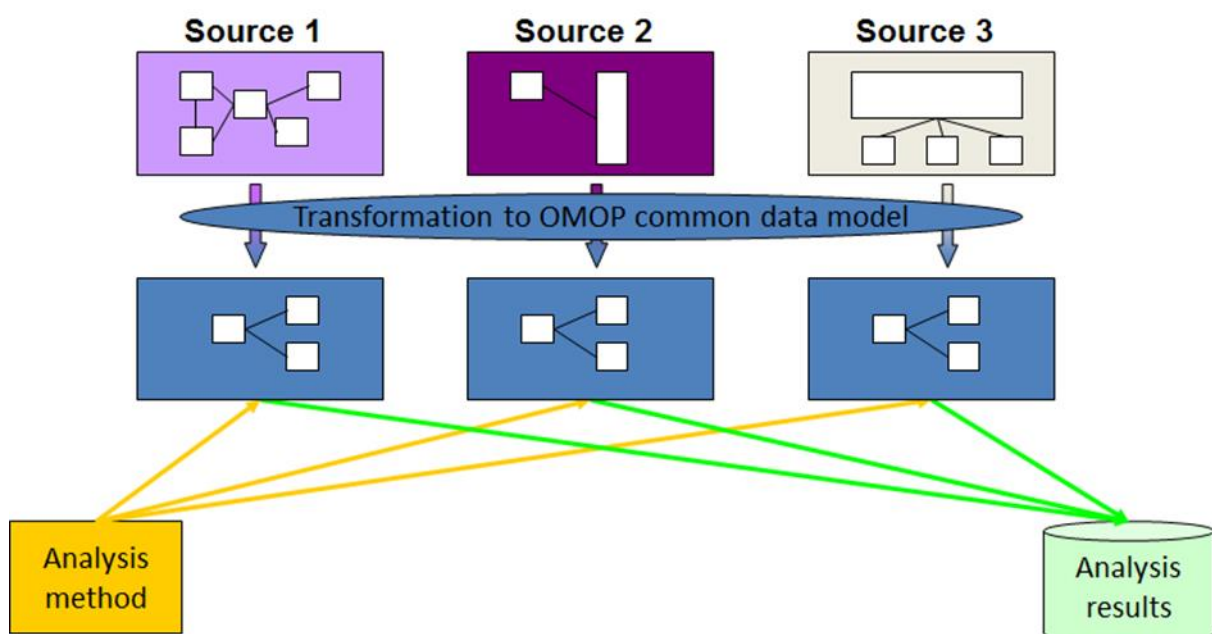 Source 1
Source 2
Source 3
Transformation to OMOP common data model
Analysis
method
Analysis
results